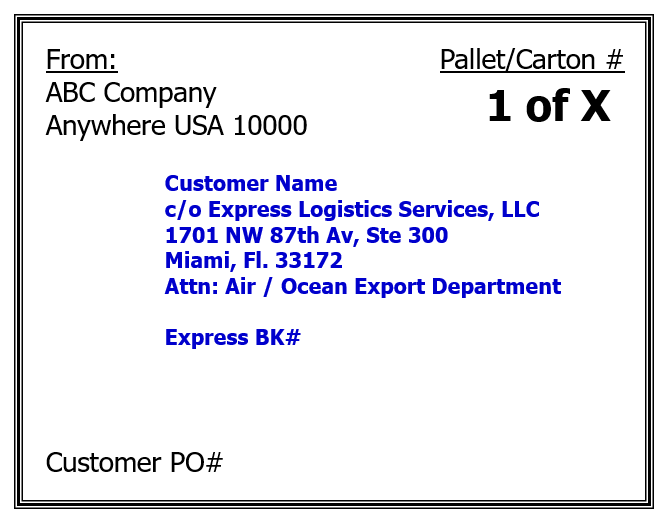 From:
Pallet/Carton #
ABC Company
1 of X
Anywhere USA 10000
Customer Name
c/o Express Logistics Services, LLC
1701 NW 87th Av, Ste 300
Miami, Fl. 33172
Attn: Air / Ocean Export Department
Express BK#
Customer PO#